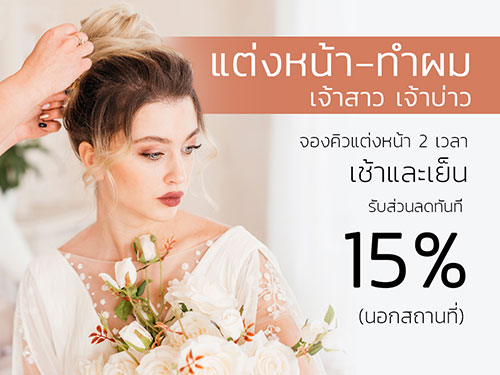 แต่งหน้า-ทำผม
เจ้าสาว เจ้าบ่าว
จองคิวแต่งหน้า 2 เวลา
เช้าและเย็น
รับส่วนลดทันที
15%
(นอกสถานที่)